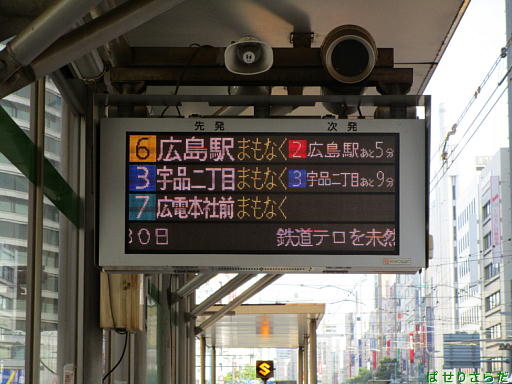 先発 次発
6 広島駅 まもなく 2 広島駅 あと5分
3 宇品二丁目 まもなく 3 宇品二丁目 あと9分
7 広電本社前 まもなく
30日 鉄道テロを未然
S
ぱせりさらだ